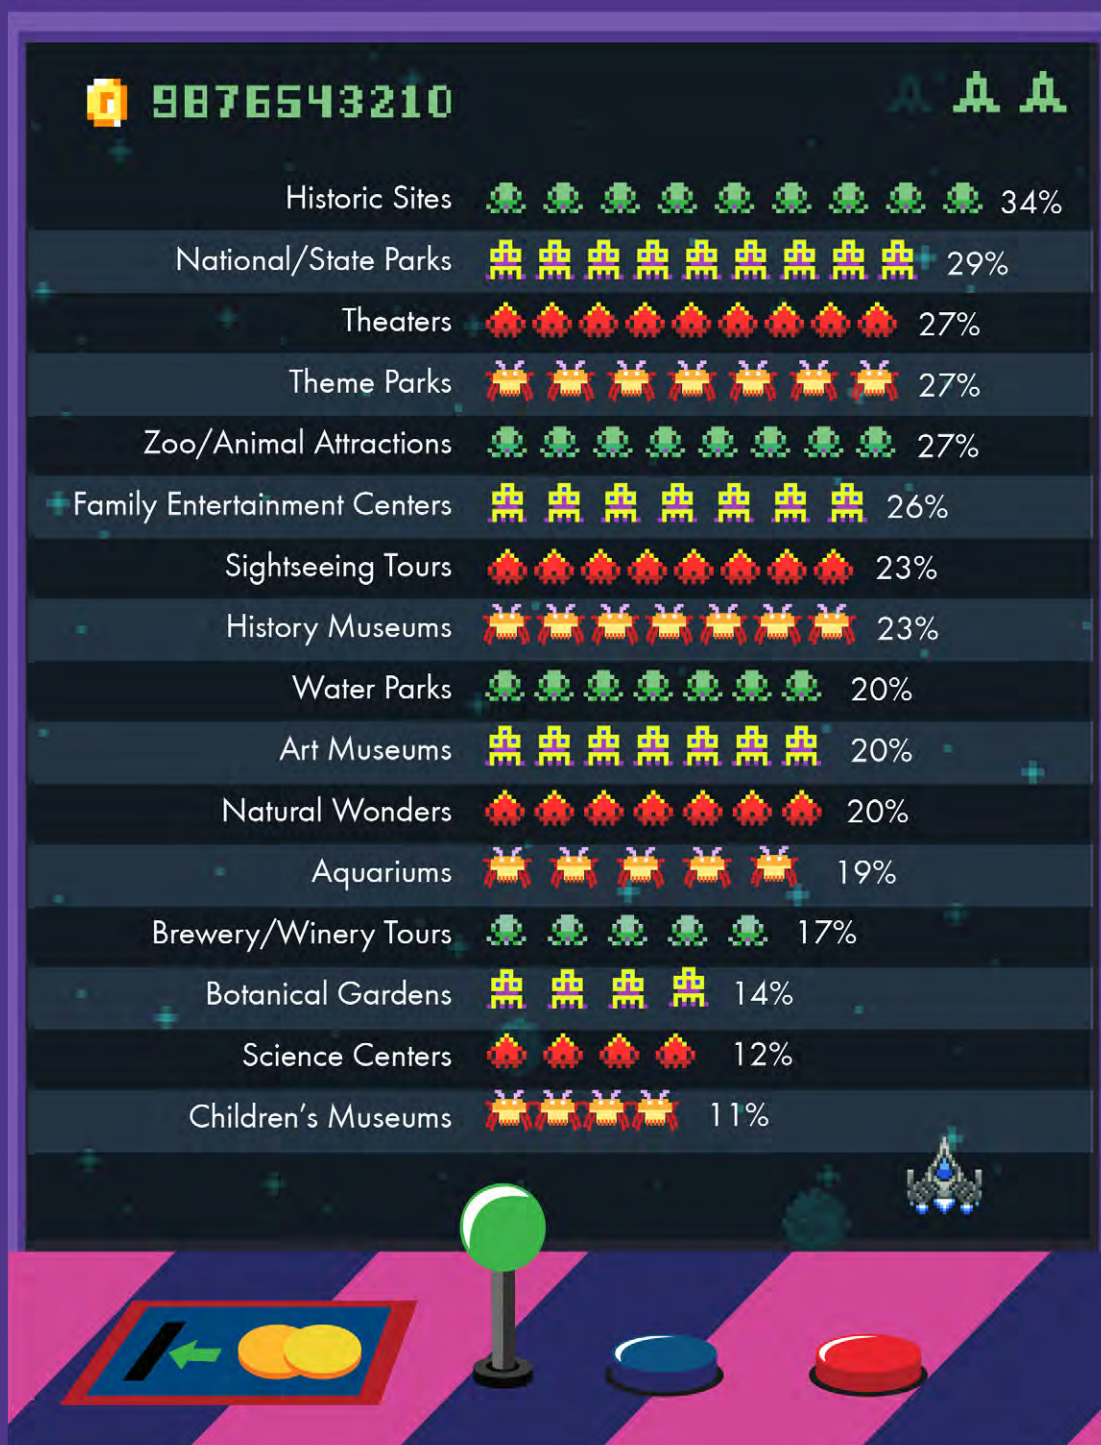 9876543210
Historic Sites 34%
National/State Parks 29%
Theaters 27%
Theme Parks 27%
Zoo/Animal Attractions 27%
Family Entertainment Centers 26%
Sightseeing Tours 23%
History Museums 23%
Water Parks 20%
Art Museums 20%
Natural Wonders 20%
Aquariums 19%
Brewery/Winery Tours 17%
Botanical Gardens 14%
Science Centers 12%
Children's Museums 11%